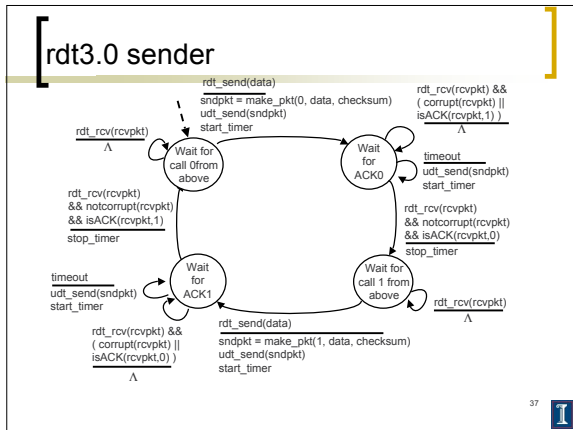 rdt3.0 sender
rdt_send(data)
sndpkt = make_pkt(0, data, checksum)
udt_send(sndpkt)
start_timer
rdt_rcv(rcvpkt) &&
( corrupt(rcvpkt) ||
isACK(rcvpkt,1) )
Λ
rdt_rcv(rcvpkt)
Λ
Wait for
call 0from
above
Wait
for
ACK0
timeout
udt_send(sndpkt)
start_timer
rdt_rcv(rcvpkt)
&& notcorrupt(rcvpkt)
&& isACK(rcvpkt,1)
stop_timer
rdt_rcv(rcvpkt)
&& notcorrupt(rcvpkt)
&& isACK(rcvpkt,0)
stop_timer
timeout
udt_send(sndpkt)
start_timer
Wait
for
ACK1
Wait for
call 1 from
above
rdt_rcv(rcvpkt)
Λ
rdt_send(data)
sndpkt = make_pkt(1, data, checksum)
udt_send(sndpkt)
start_timer
rdt_rcv(rcvpkt) &&
( corrupt(rcvpkt) ||
isACK(rcvpkt,0) )
Λ
37
I